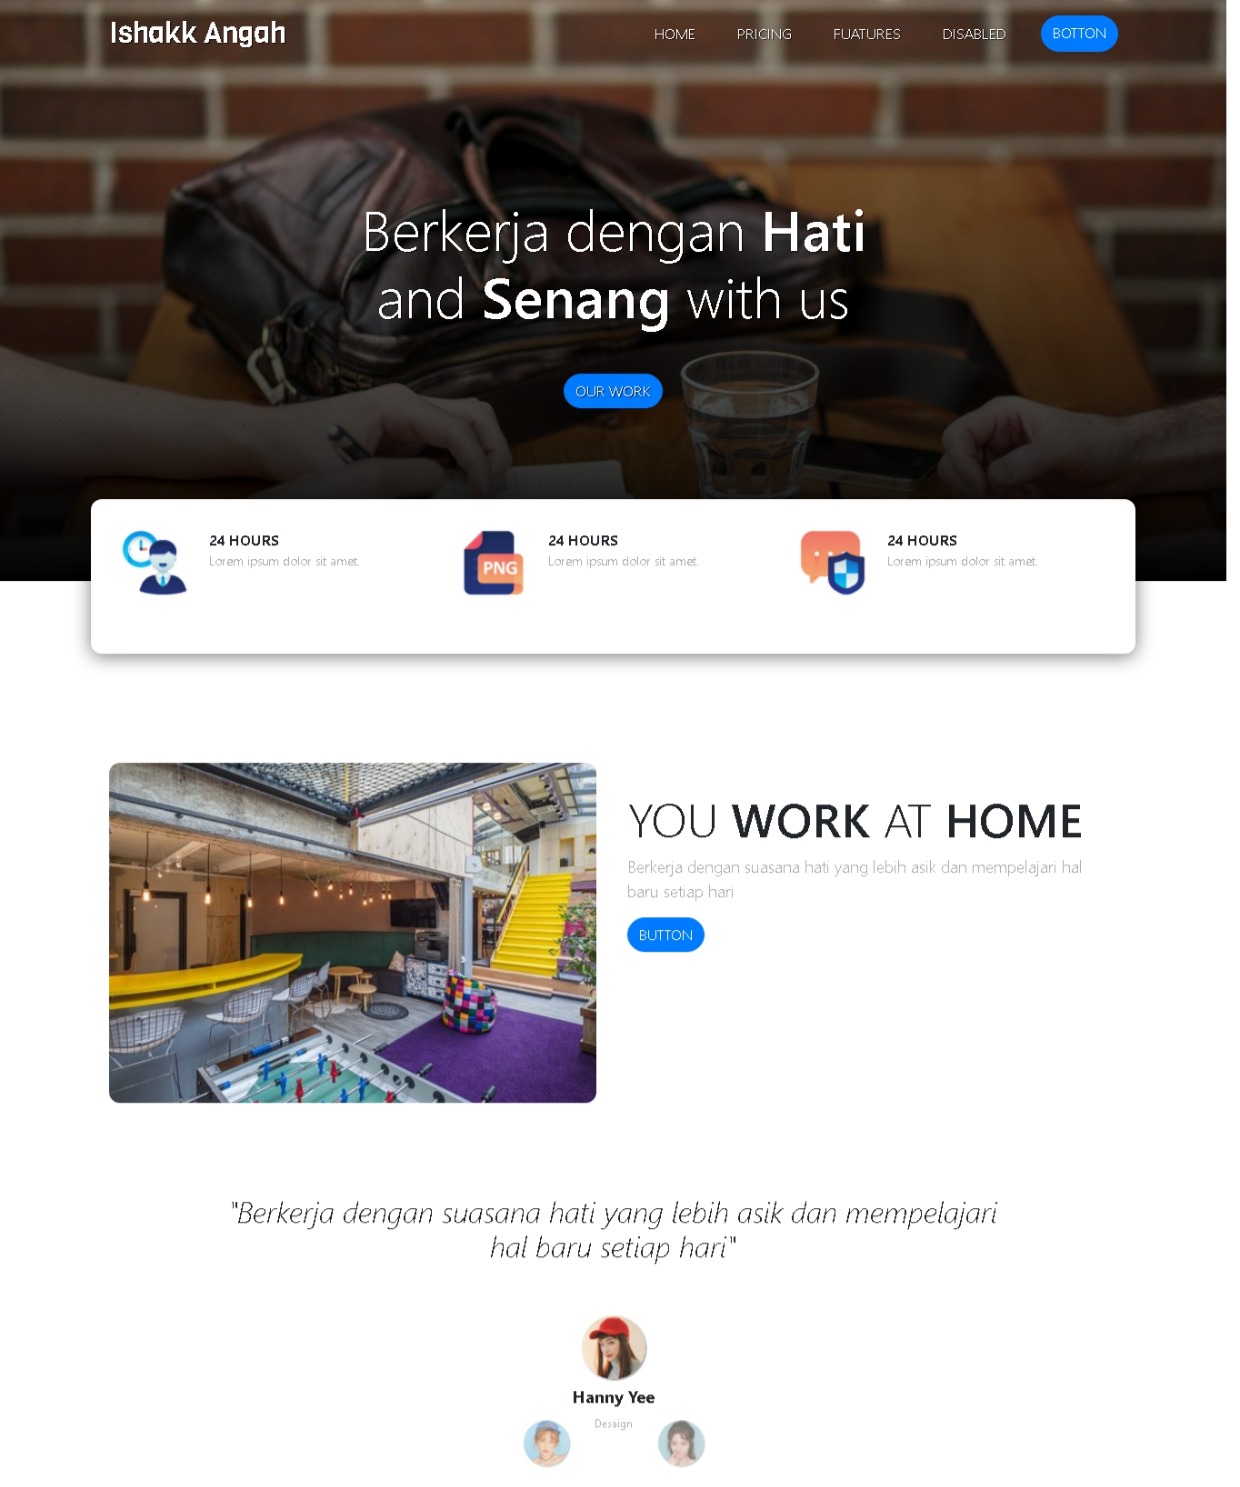 Ishakk Angah
HOME PRICING FUATURES DISABLED BOTTON
Berkerja dengan Hati
and Senang with us
OUR WORK
24 HOURS
Lorem ipsum dolor sit amet.
PNG
24 HOURS
Lorem ipsum dolor sit amet.
24 HOURS
Lorem ipsum dolor sit amet.
YOU WORK AT HOME
Berkerja dengan suasana hati yang lebih asik dan mempelajari hal
baru setiap hari
BUTTON
"Berkerja dengan suasana hati yang lebih asik dan mempelajari
hal baru setiap hari"
Hanny Yee
Desaign